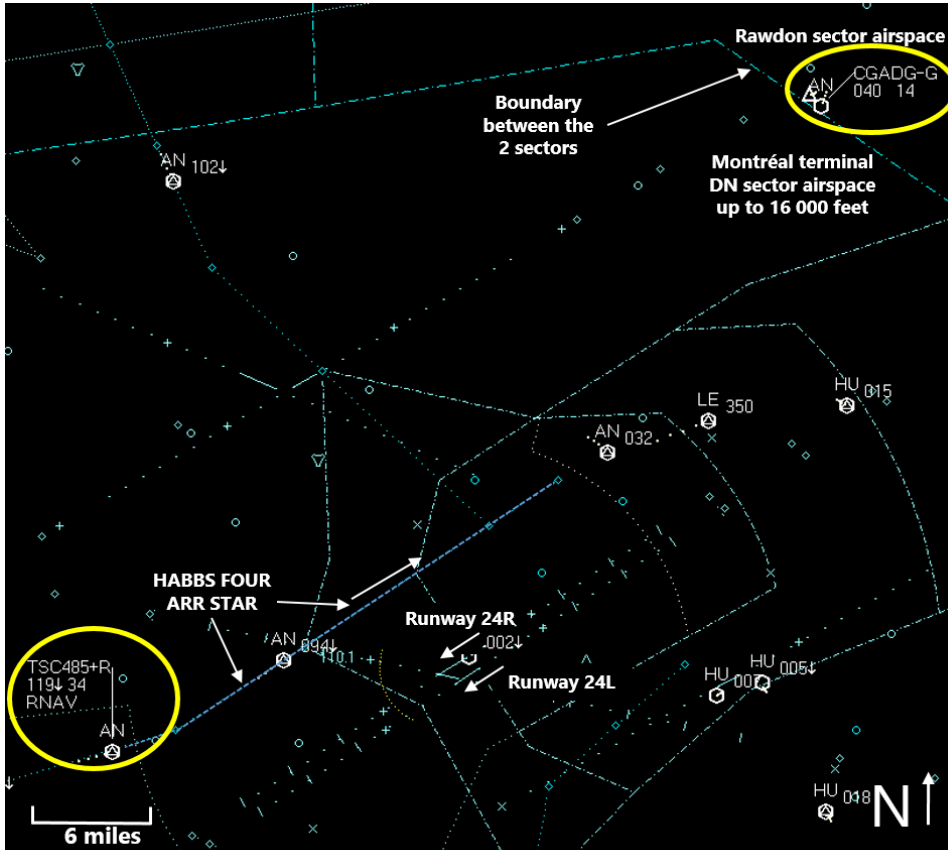 Rawdon sector airspace
CGADG-G
AN
040 14
Boundary
between the
2 sectors
AN 102↓
Montréal terminal
DN sector airspace
up to 16 000 feet
HU 015
LE 350
AN 032
HABBS FOUR
ARR STAR
Runway 24R
AN 094↓
110.1
.002↓
TSC485+R
119↓ 34
RNAV
Runway 24L
HU 005↓
HU 007
AN
HU 018
6 miles
N